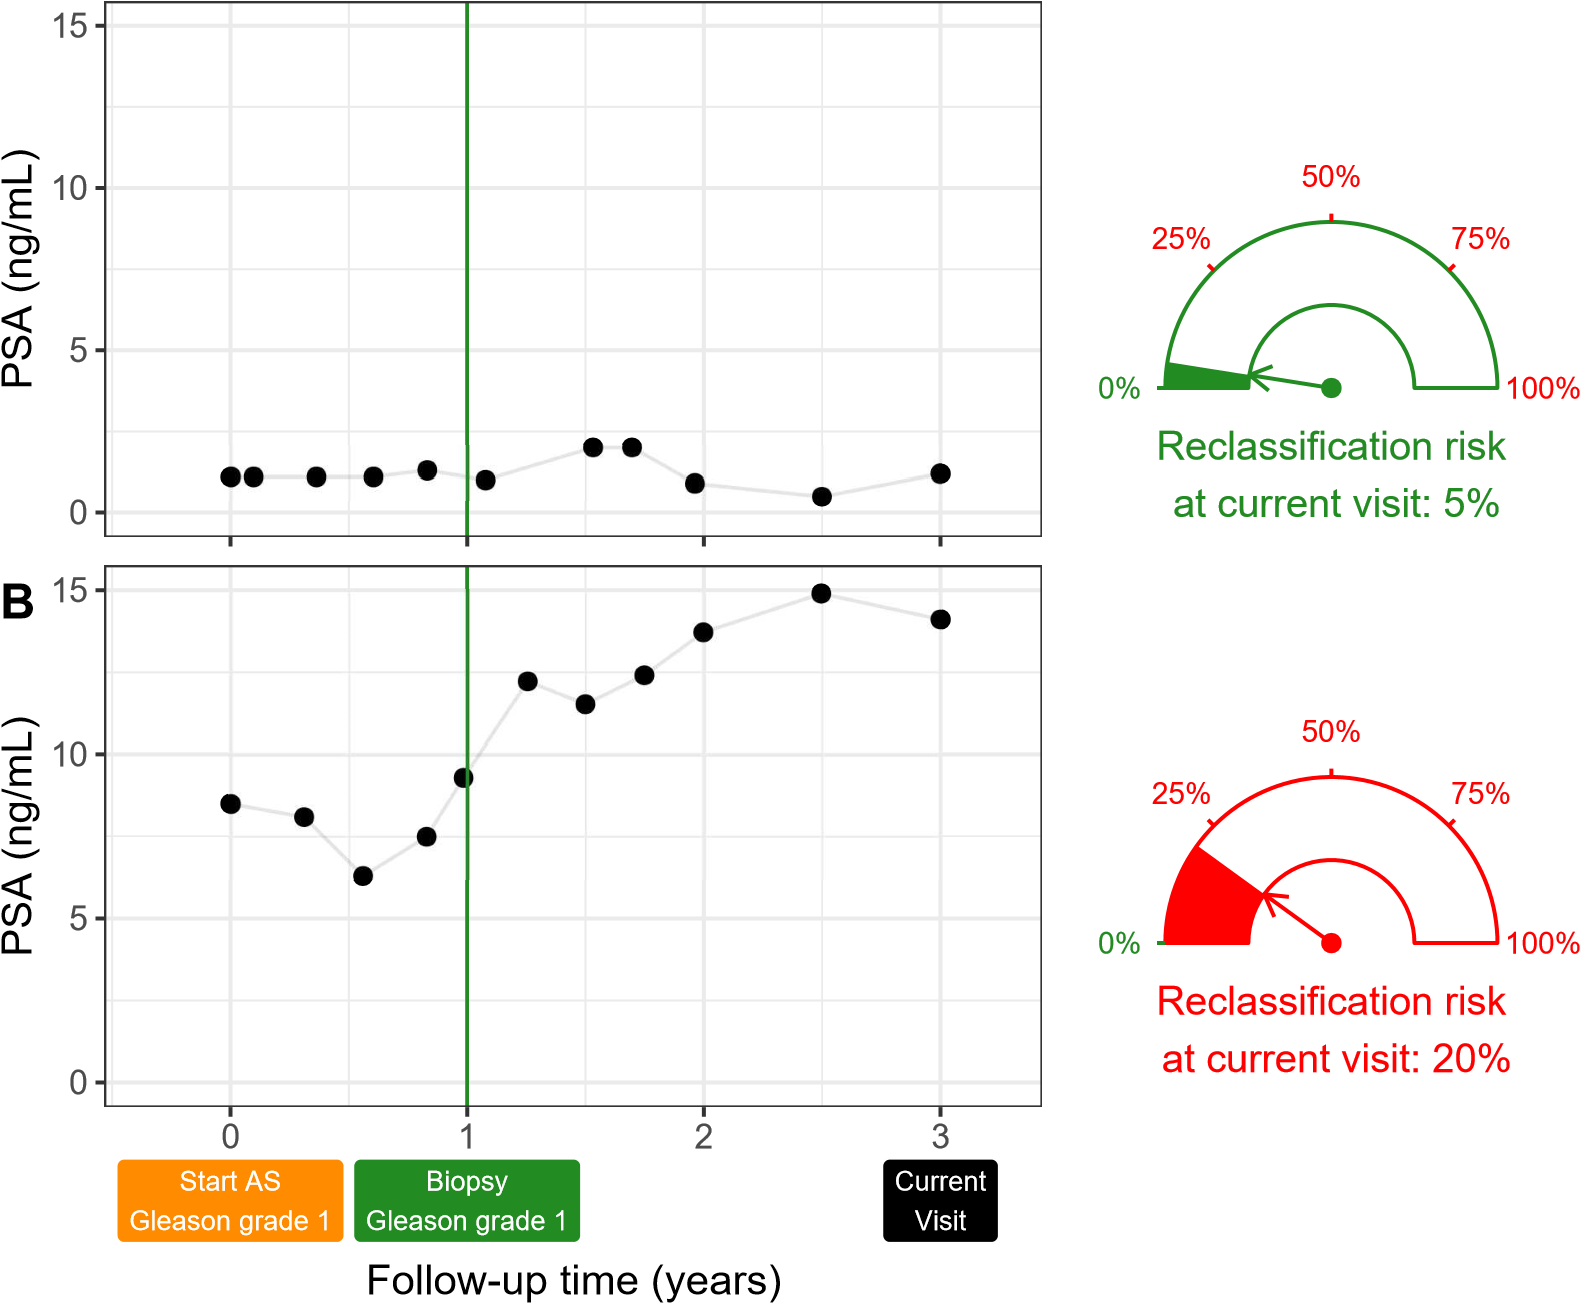 15
10
5
0
PSA (ng/mL)
50%
25%
75%
0%
100%
Reclassification risk
at current visit: 5%
B
15
10
5
0
PSA (ng/mL)
50%
25%
75%
0%
100%
Reclassification risk
at current visit: 20%
0 1 2 3
Start AS
Gleason grade 1
Biopsy
Gleason grade 1
Current
Visit
Follow-up time (years)